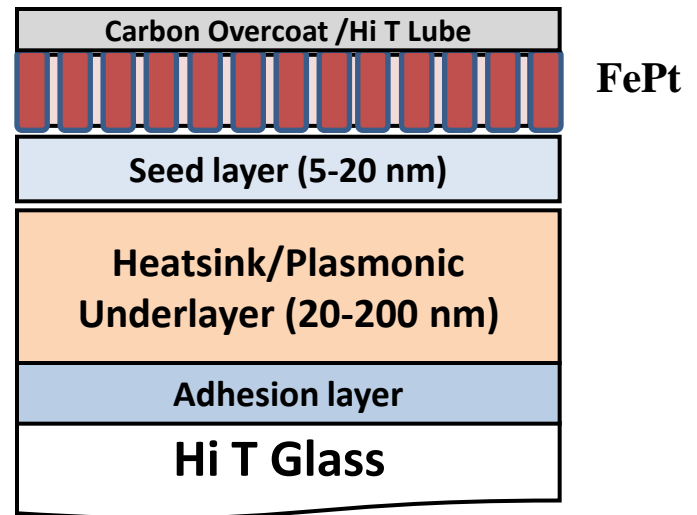 Carbon Overcoat /Hi T Lube
FePt
Seed layer (5-20 nm)
Heatsink/Plasmonic
Underlayer (20-200 nm)
Adhesion layer
Hi T Glass